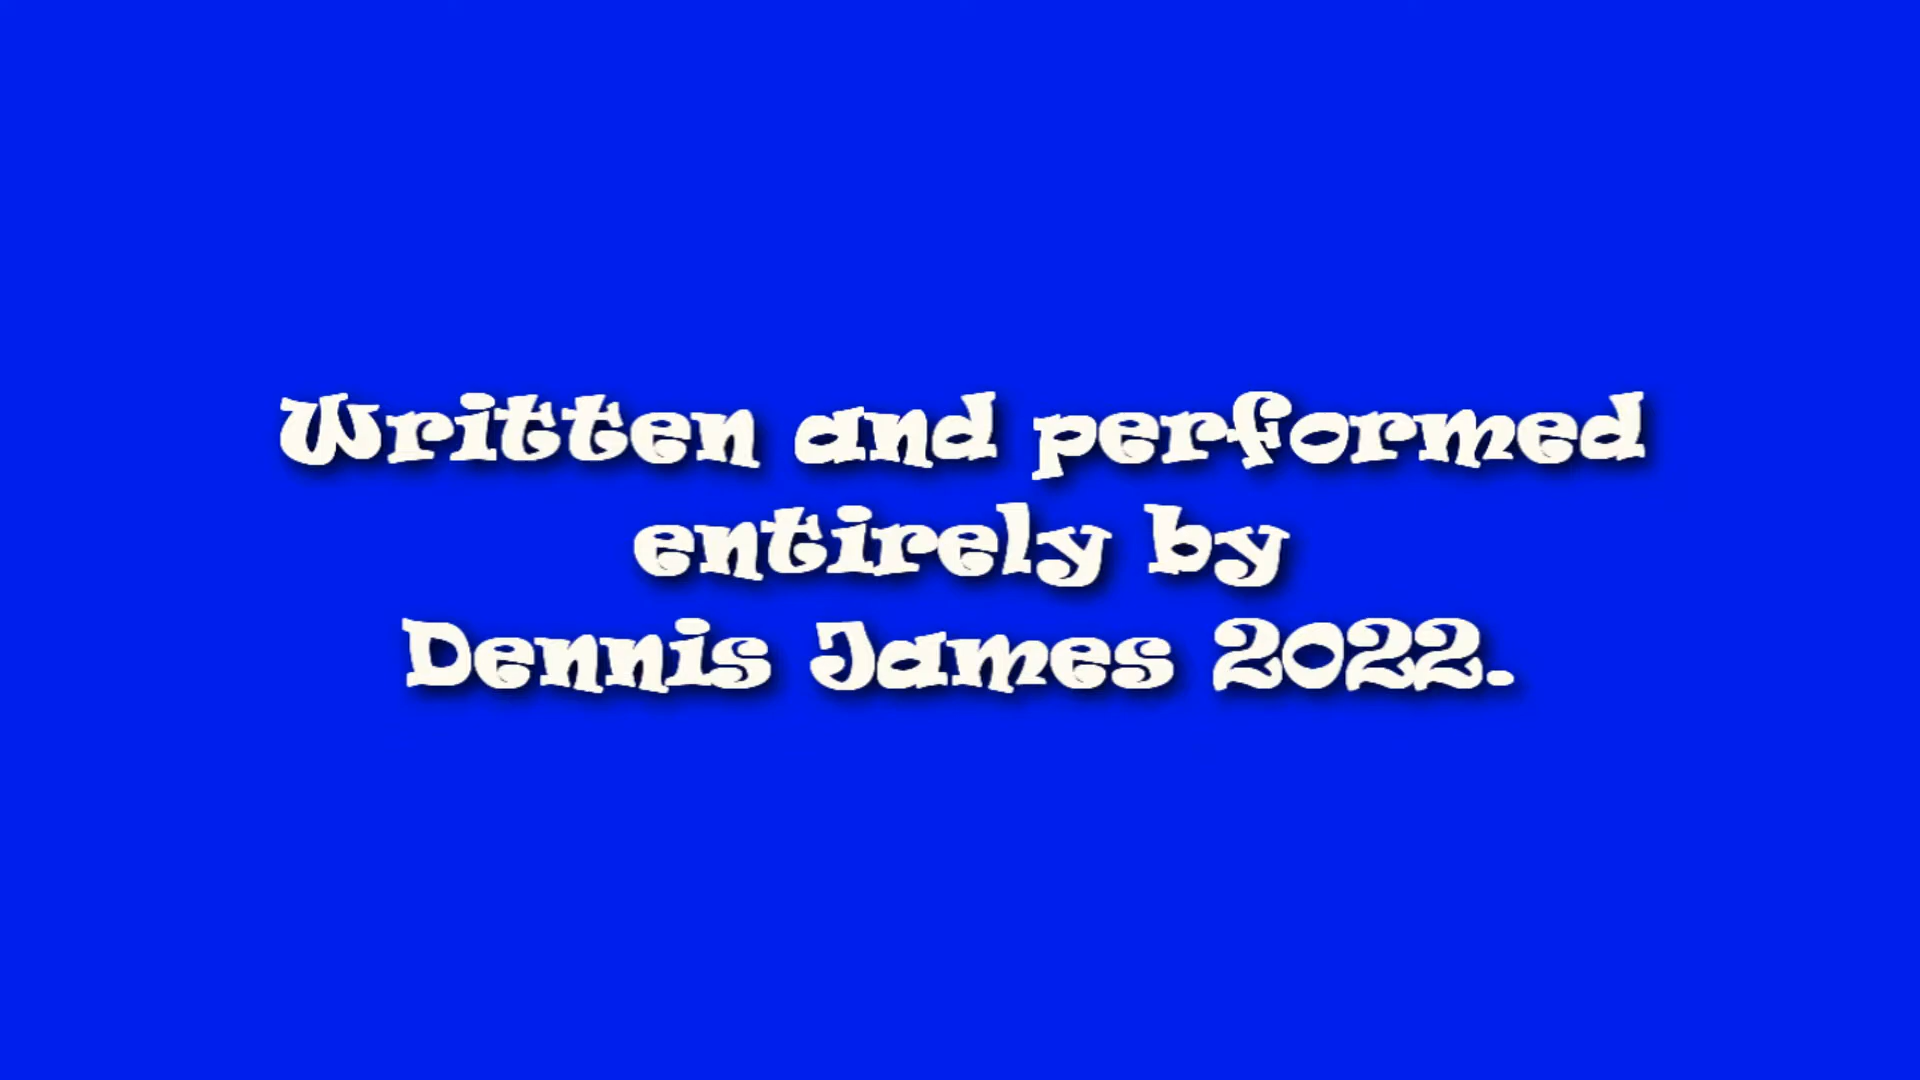 Written and performed
entirely by
Dennis James 2022.